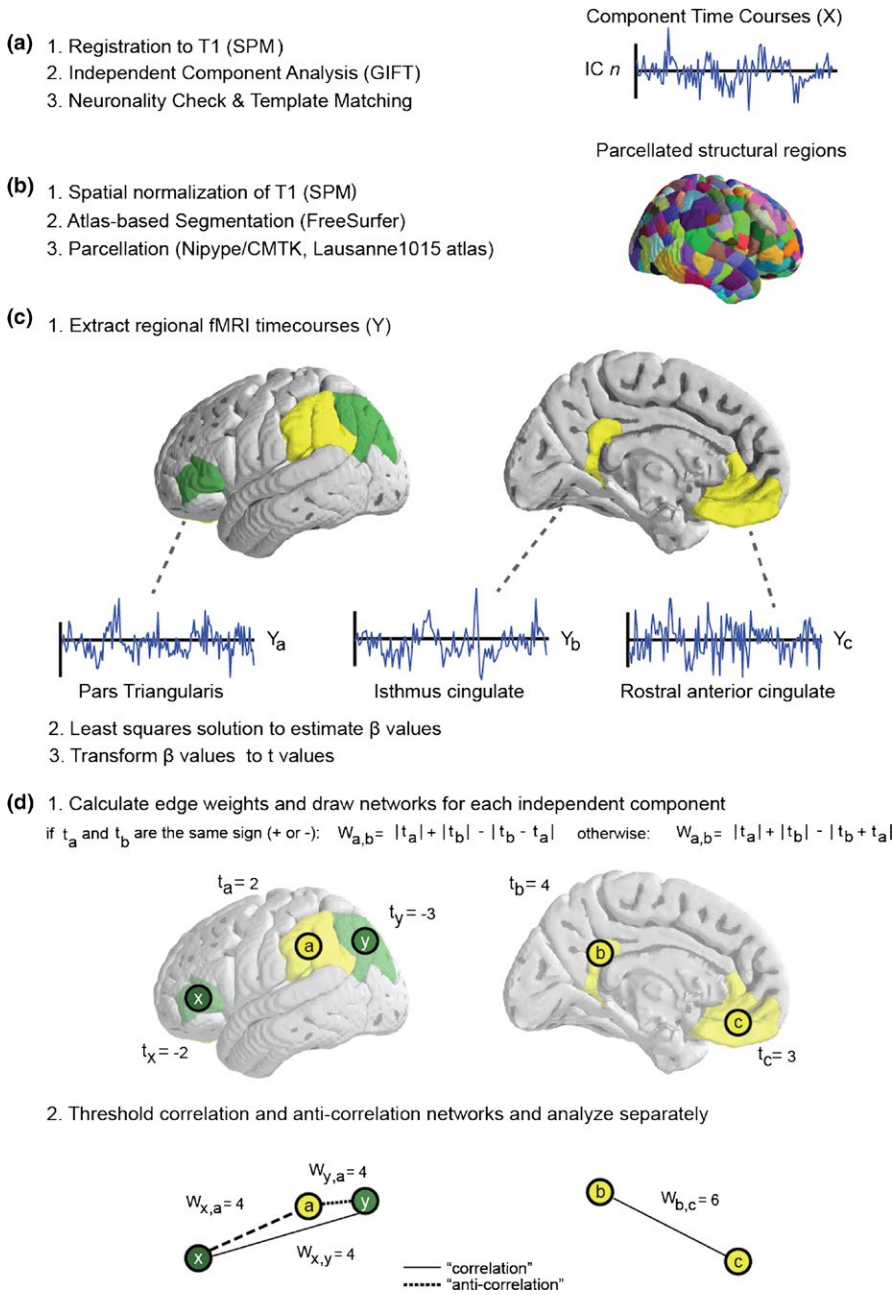 Component Time Courses (X)
(a) 1. Registration to T1 (SPM)
2. Independent Component Analysis (GIFT)
3. Neuronality Check & Template Matching
IC n
Parcellated structural regions
(b) 1. Spatial normalization of T1 (SPM)
2. Atlas-based Segmentation (FreeSurfer)
3. Parcellation (Nipype/CMTK, Lausanne1015 atlas)
(c) 1. Extract regional fMRI timecourses (Y)
Ya
Yb
Yc
Pars Triangularis
Isthmus cingulate
Rostral anterior cingulate
2. Least squares solution to estimate β values
3. Transform β values to t values
(d) 1. Calculate edge weights and draw networks for each independent component
if ta and tb are the same sign (+ or -): Wa,b= |ta| + |tb| - |tb - ta| otherwise: Wa,b= |ta| + |tb| - |tb + ta|
ta= 2
tb= 4
ty= -3
a
y
b
x
c
tx= -2
tc= 3
2. Threshold correlation and anti-correlation networks and analyze separately
Wy,a= 4
Wx,a= 4
a
y
b
Wb,c= 6
x
Wx,y= 4
c
"correlation"
"anti-correlation"